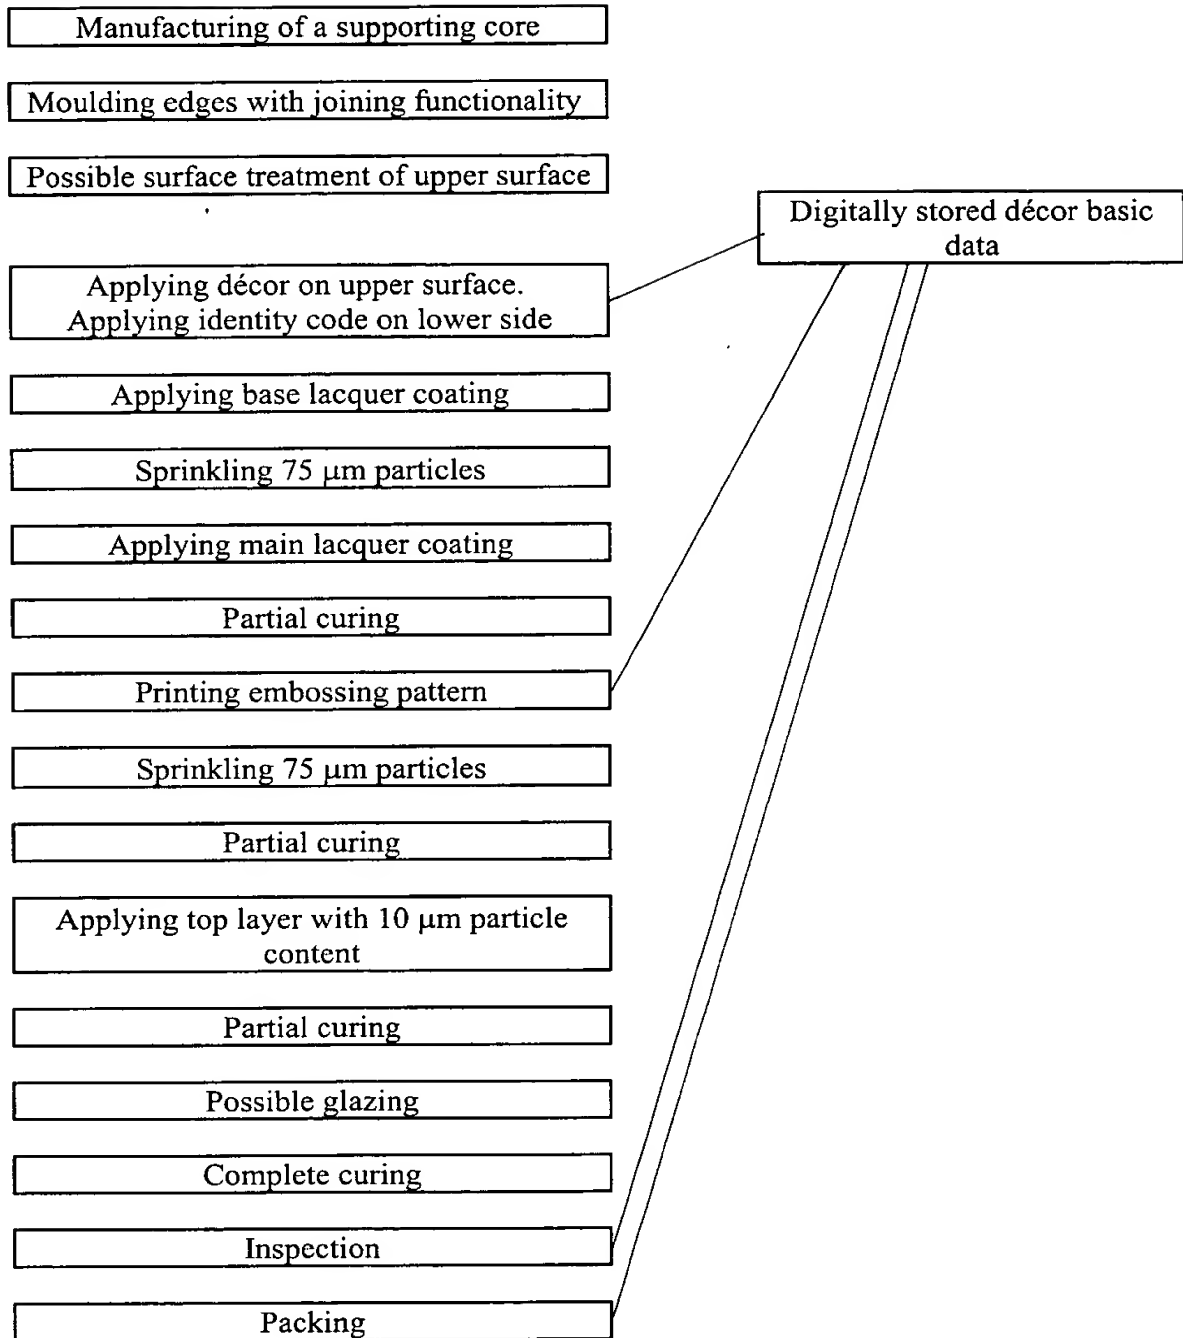 Manufacturing of a supporting core
Moulding edges with joining functionality
Possible surface treatment of upper surface
Digitally stored décor basic
data
Applying décor on upper surface.
Applying identity code on lower side
Applying base lacquer coating
Sprinkling 75 µm particles
Applying main lacquer coating
Partial curing
Printing embossing pattern
Sprinkling 75 µm particles
Partial curing
Applying top layer with 10 µm particle
content
Partial curing
Possible glazing
Complete curing
Inspection
Packing